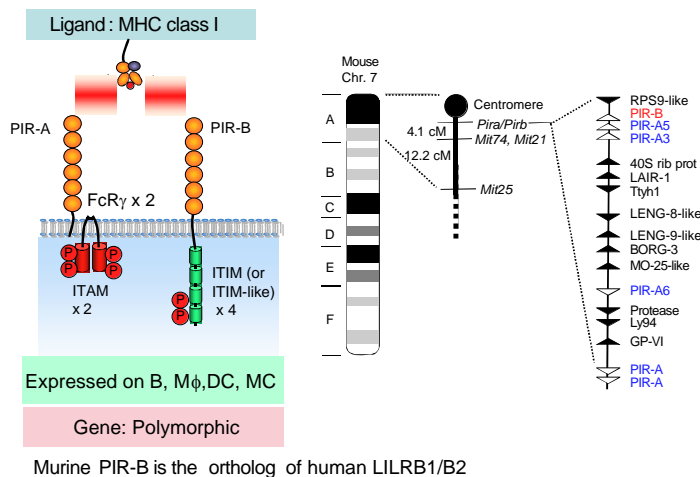 Ligand : MHC class I
PIR-A
PIR-B
FcRγ x 2
P
P
P
P
ITAM
x 2
P
P
ITIM (or
ITIM-like)
x 4
Expressed on B, Mϕ,DC, MC
Gene: Polymorphic
Murine PIR-B is the ortholog of human LILRB1/B2
Mouse
Chr. 7
A
B
C
D
E
F
Centromere
Pira/Pirb
4.1 cM
Mit74, Mit21
12.2 cM
Mit25
RPS9-like
PIR-B
PIR-A5
PIR-A3
40S rib prot
LAIR-1
Ttyh1
LENG-8-like
LENG-9-like
BORG-3
MO-25-like
PIR-A6
Protease
Ly94
GP-VI
PIR-A
PIR-A